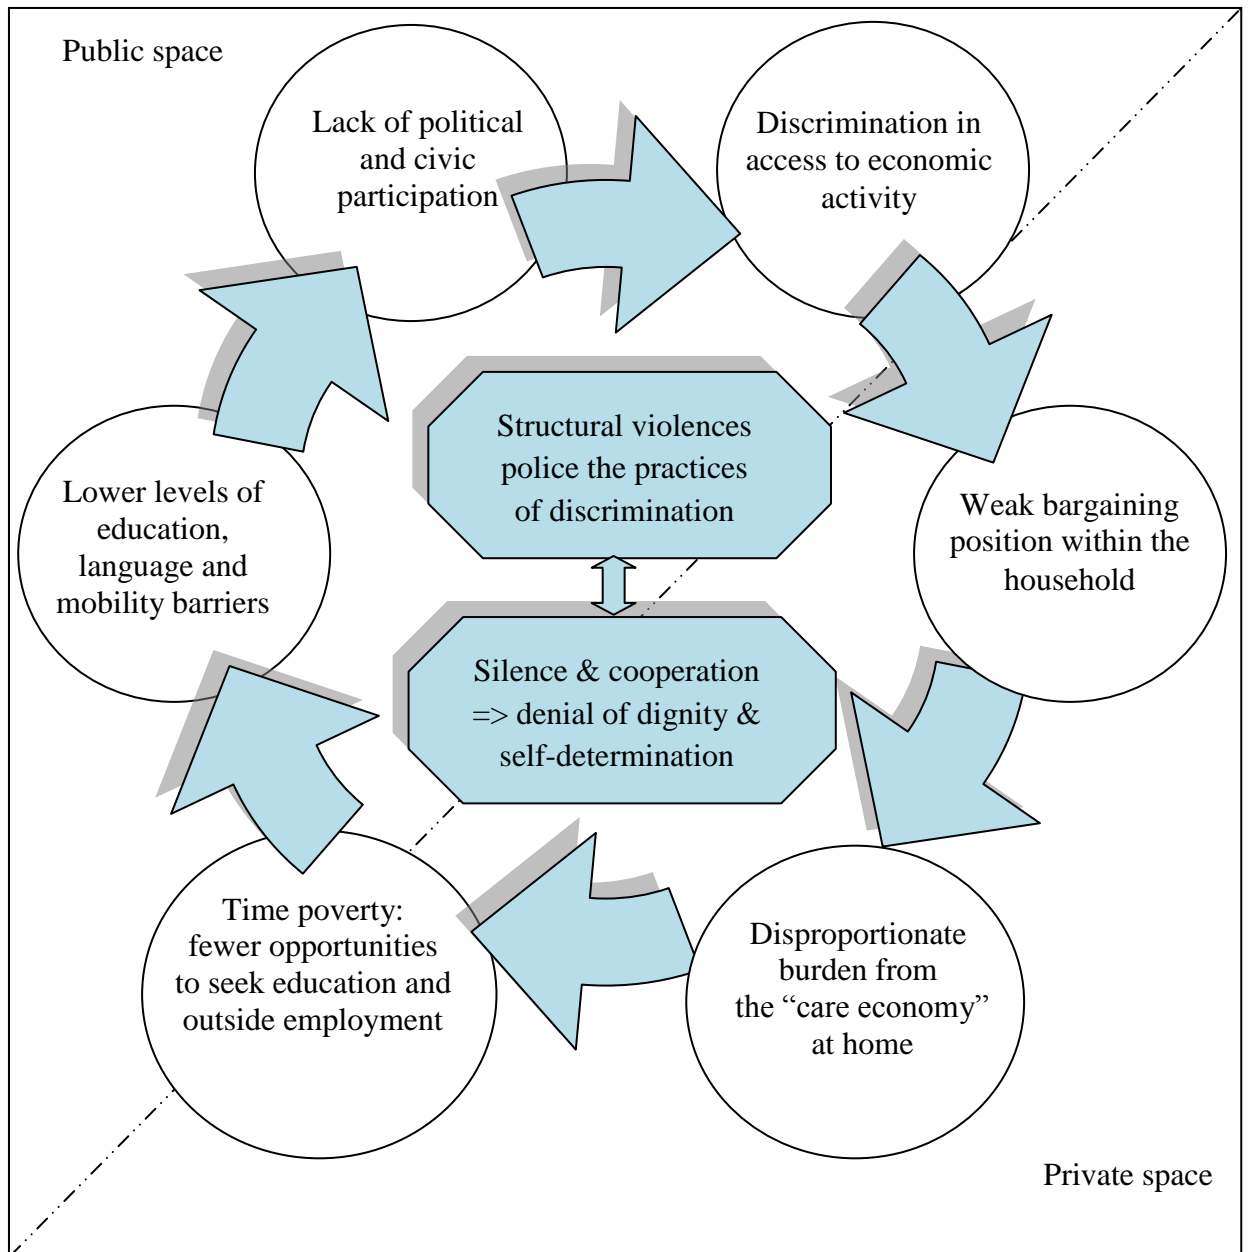 Public space
Lack of political
and civic
participation
Discrimination in
access to economic
activity
Structural violences
police the practices
of discrimination
Lower levels of
education,
language and
mobility barriers
Weak bargaining
position within the
household
Silence & cooperation
=> denial of dignity &
self-determination
Time poverty:
fewer opportunities
to seek education and
outside employment
Disproportionate
burden from
the “care economy”
at home
Private space